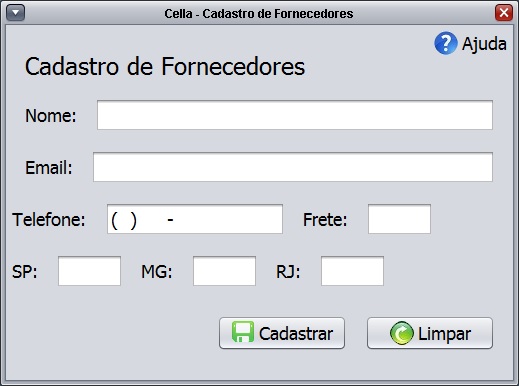 Cella - Cadastro de Fornecedores
Ajuda
Cadastro de Fornecedores
Nome:
Email:
Telefone: ( ) - Frete:
SP: MG: RJ:
Cadastrar Limpar